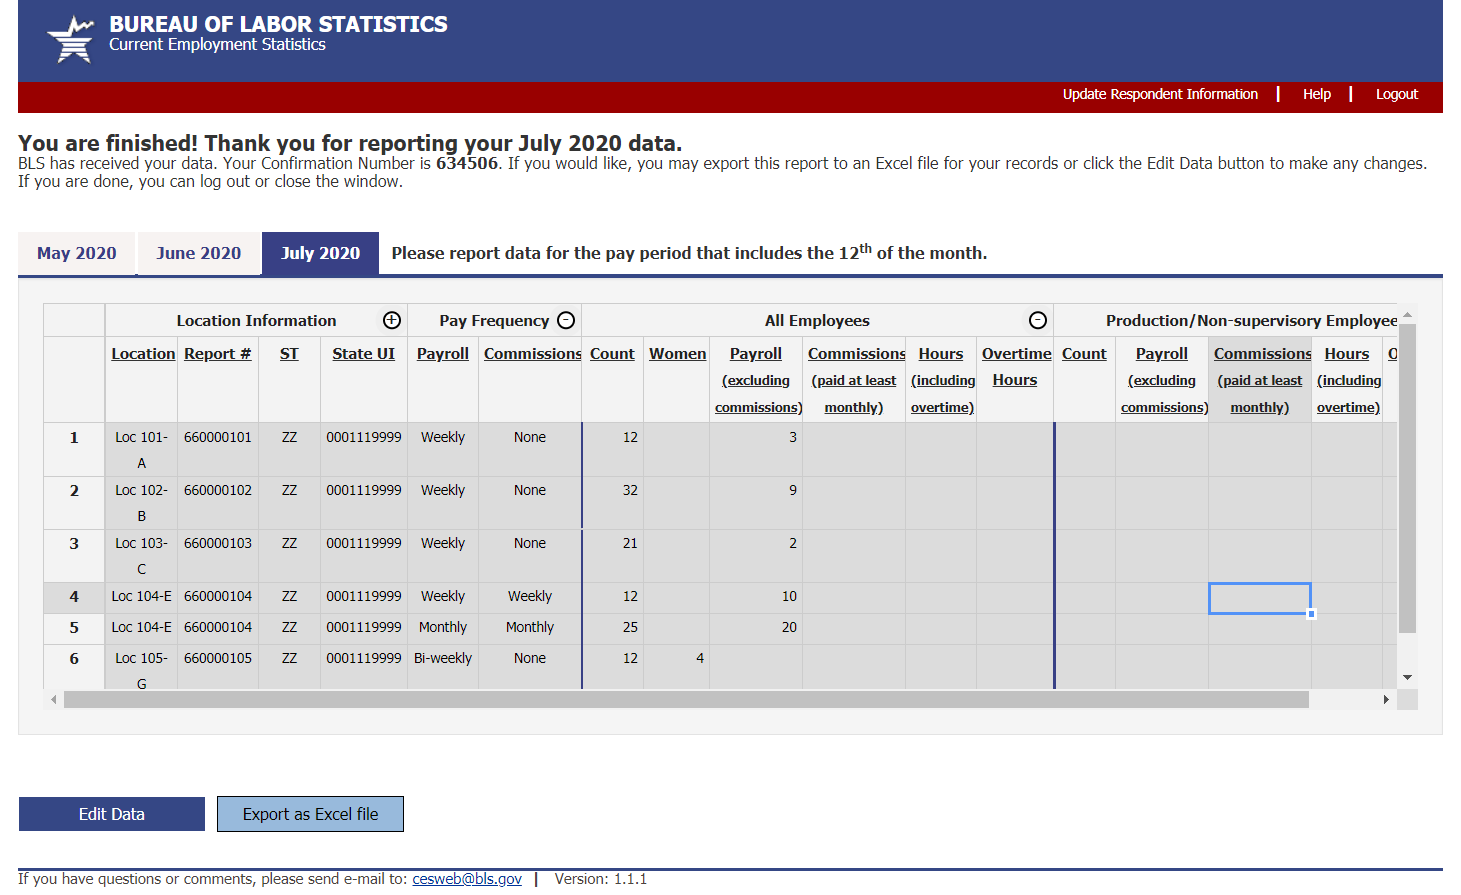 BUREAU OF LABOR STATISTICS
Current Employment Statistics
Update Respondent Information | Help | Logout
You are finished! Thank you for reporting your July 2020 data.
BLS has received your data. Your Confirmation Number is 634506. If you would like, you may export this report to an Excel file for your records or click the Edit Data button to make any changes.
If you are done, you can log out or close the window.
May 2020 June 2020 July 2020 Please report data for the pay period that includes the 12th of the month.
Location Information Pay Frequency All Employees Production/Non-supervisory Employee
Location Report # ST State UI Payroll Commissions Count Women Payroll Commissions Hours Overtime Count Payroll Commissions Hours O
(excluding (paid at least (including Hours (excluding (paid at least (including
commissions) monthly) overtime) commissions) monthly) overtime)
1 Loc 101- 660000101 ZZ 0001119999 Weekly None 12 3
A
2 Loc 102- 660000102 ZZ 0001119999 Weekly None 32 9
B
3 Loc 103- 660000103 ZZ 0001119999 Weekly None 21 2
C
4 Loc 104-E 660000104 ZZ 0001119999 Weekly Weekly 12 10
5 Loc 104-E 660000104 ZZ 0001119999 Monthly Monthly 25 20
6 Loc 105- 660000105 ZZ 0001119999 Bi-weekly None 12 4
G
Edit Data Export as Excel file
If you have questions or comments, please send e-mail to: cesweb@bls.gov | Version: 1.1.1